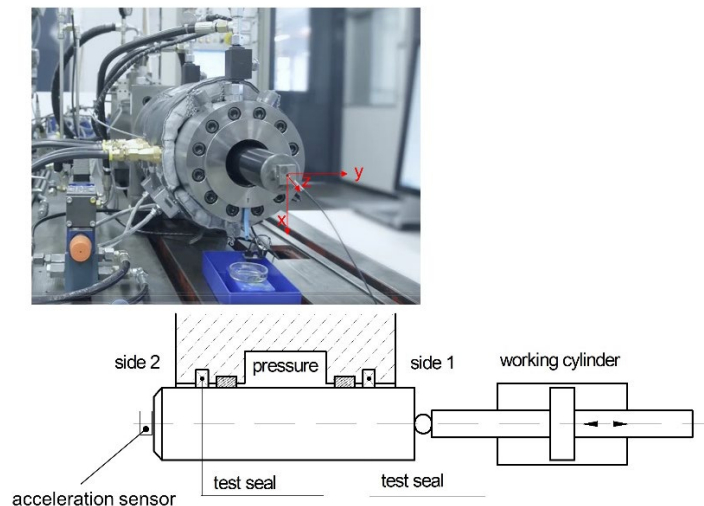 y
z
x
side 2
pressure
side 1
working cylinder
test seal
test seal
acceleration sensor